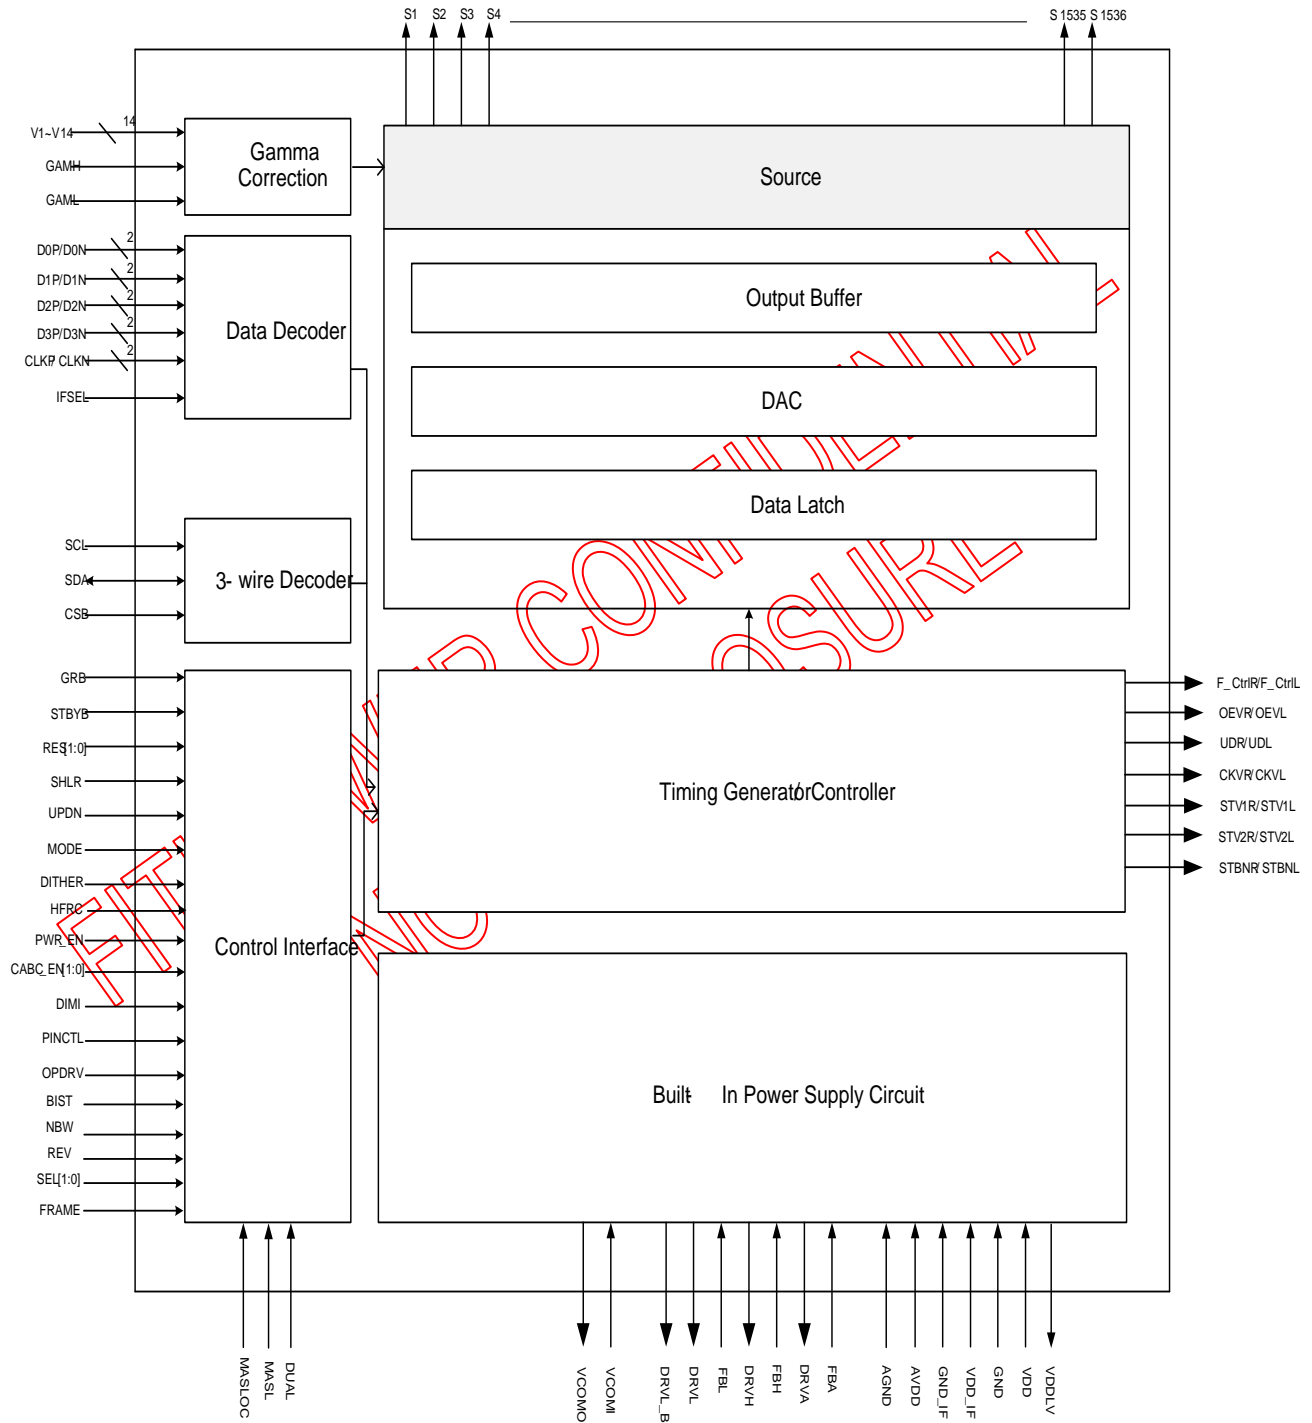 S1 S2 S3 S4 S 1535 S 1536
V1~V14 14
GAMH
GAML
Gamma
Correction
Source
D0P/D0N 2
D1P/D1N 2
D2P/D2N 2
D3P/D3N 2
CLKP/ CLKN 2
IFSEL
Data Decoder
Output Buffer
DAC
Data Latch
SCL
SDA
CSB
3- wire Decoder
GRB
STBYB
RES[1:0]
SHLR
UPDN
MODE
DITHER
HFRC
PWR_EN
CABC_EN[1:0]
DIMI
PINCTL
OPDRV
BIST
NBW
REV
SEL[1:0]
FRAME
Control Interface
Timing Generator/Controller
F_CtrlR/F_CtrlL
OEVR/OEVL
UDR/UDL
CKVR/CKVL
STV1R/STV1L
STV2R/STV2L
STBNR/STBNL
Built- In Power Supply Circuit
MASLOC
MASL
DUAL
VCOMO
VCOMI
DRVL_B
DRVL
FBL
DRVH
FBH
DRVA
FBA
AGND
AVDD
GND_IF
VDD_IF
GND
VDD
VDDLV